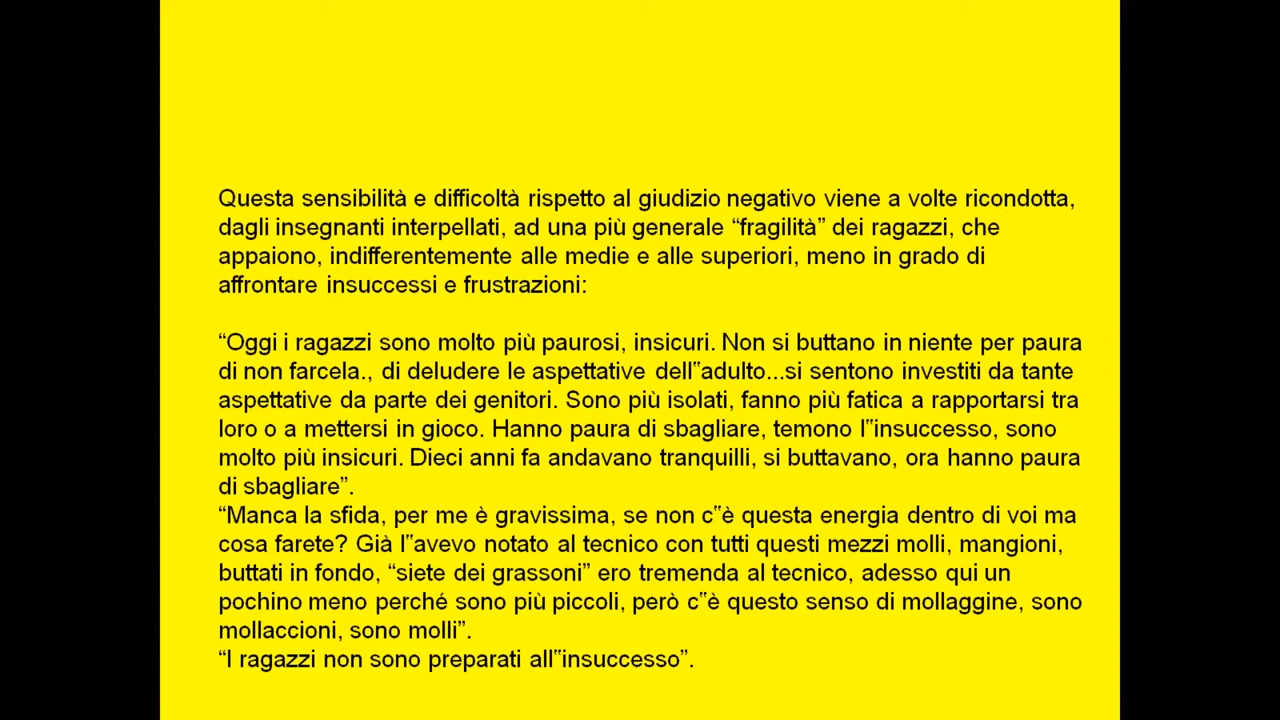 Questa sensibilità e difficoltà rispetto al giudizio negativo viene a volte ricondotta,
dagli insegnanti interpellati, ad una più generale “fragilità” dei ragazzi, che
appaiono, indifferentemente alle medie e alle superiori, meno in grado di
affrontare insuccessi e frustrazioni:
“Oggi i ragazzi sono molto più paurosi, insicuri. Non si buttano in niente per paura
di non farcela., di deludere le aspettative dell‟adulto...si sentono investiti da tante
aspettative da parte dei genitori. Sono più isolati, fanno più fatica a rapportarsi tra
loro o a mettersi in gioco. Hanno paura di sbagliare, temono l‟insuccesso, sono
molto più insicuri. Dieci anni fa andavano tranquilli, si buttavano, ora hanno paura
di sbagliare”.
“Manca la sfida, per me è gravissima, se non c‟è questa energia dentro di voi ma
cosa farete? Già l‟avevo notato al tecnico con tutti questi mezzi molli, mangioni,
buttati in fondo, “siete dei grassoni” ero tremenda al tecnico, adesso qui un
pochino meno perché sono più piccoli, però c‟è questo senso di mollaggine, sono
mollaccioni, sono molli”.
“I ragazzi non sono preparati all‟insuccesso”.